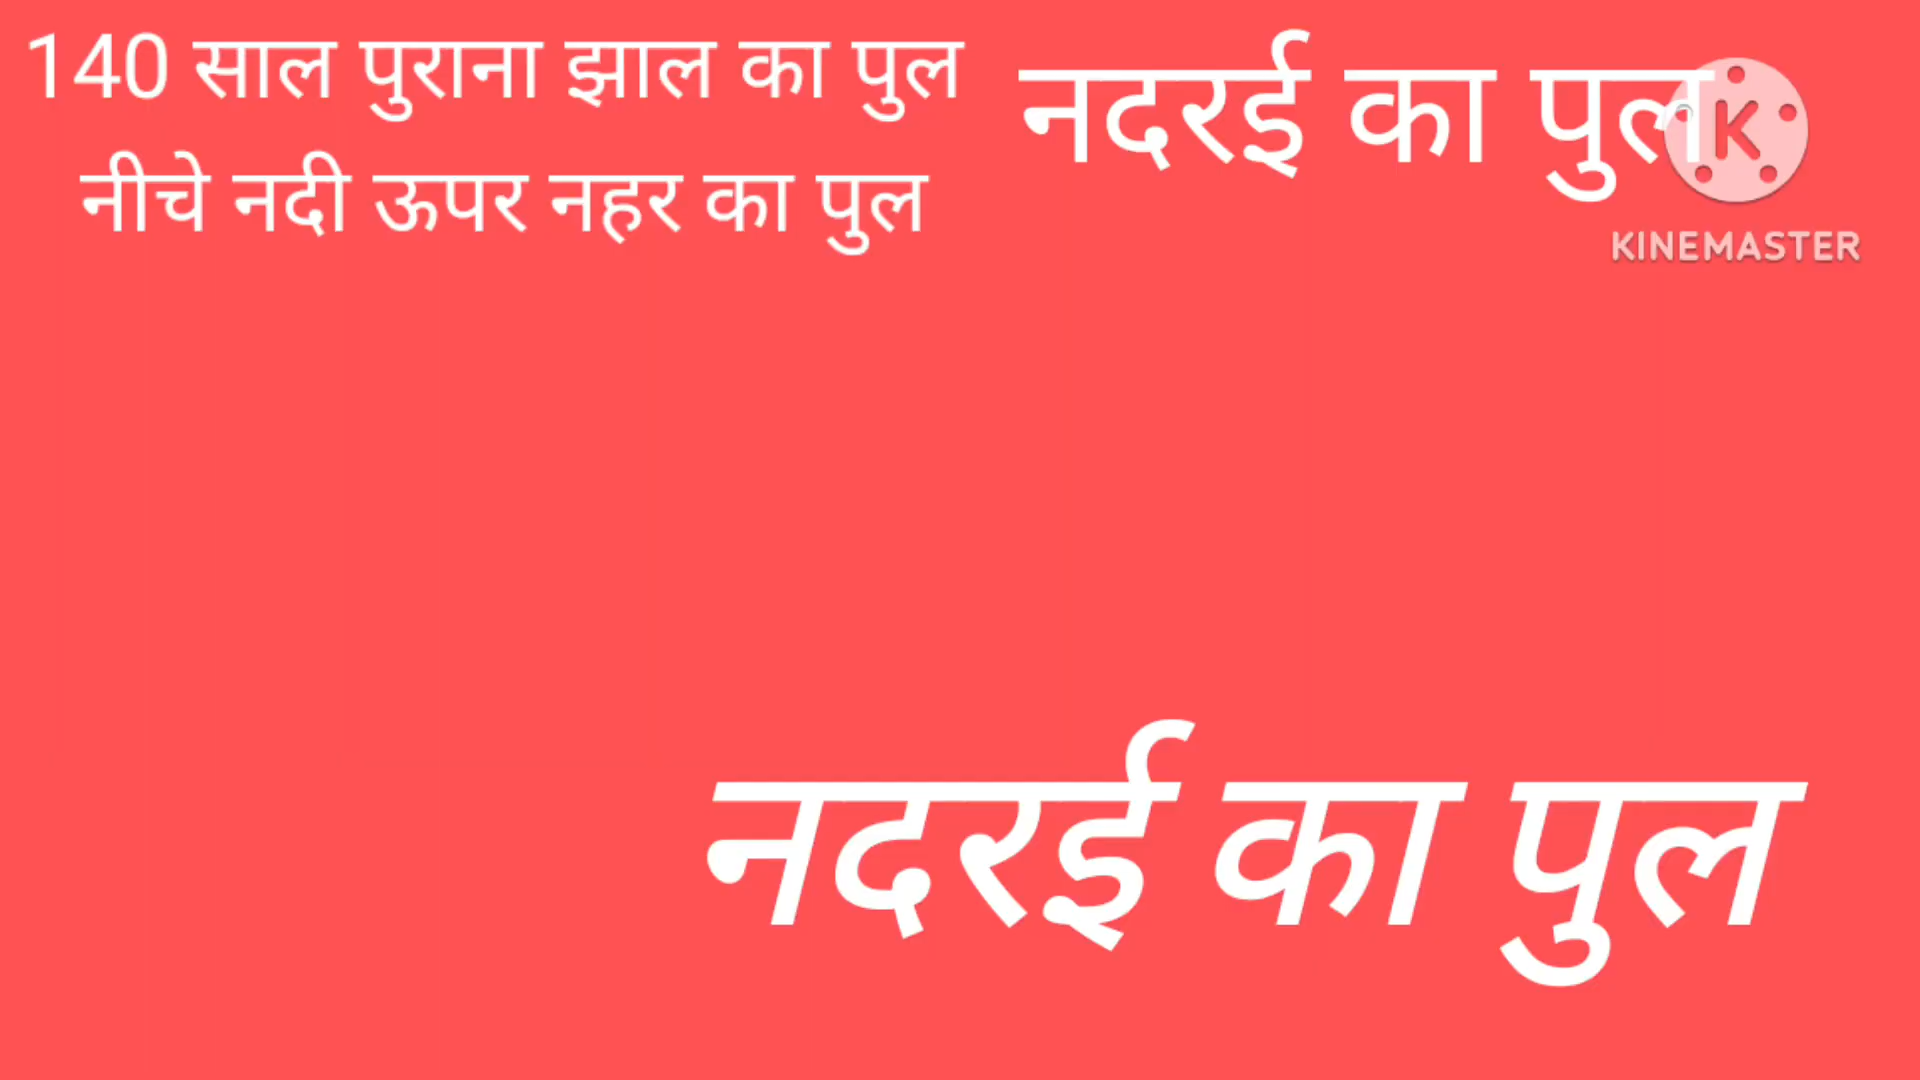 140 साल पुराना झाल का पुल
नीचे नदी ऊपर नहर का पुल
नदरई का पुल
KINEMASTER
नदरई का पुल